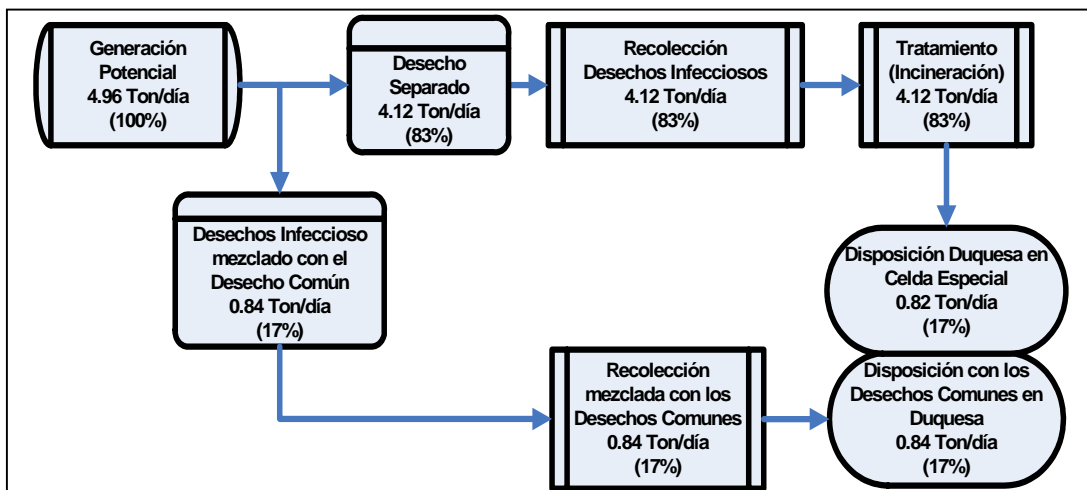 Generación
Potencial
4.96 Ton/día
(100%)
Desecho
Separado
4.12 Ton/día
(83%)
Recolección
Desechos Infecciosos
4.12 Ton/día
(83%)
Tratamiento
(Incineración)
4.12 Ton/día
(83%)
Desechos Infeccioso
mezclado con el
Desecho Común
0.84 Ton/día
(17%)
Disposición Duquesa en
Celda Especial
0.82 Ton/día
(17%)
Recolección
mezclada con los
Desechos Comunes
0.84 Ton/día
(17%)
Disposición con los
Desechos Comunes en
Duquesa
0.84 Ton/día
(17%)